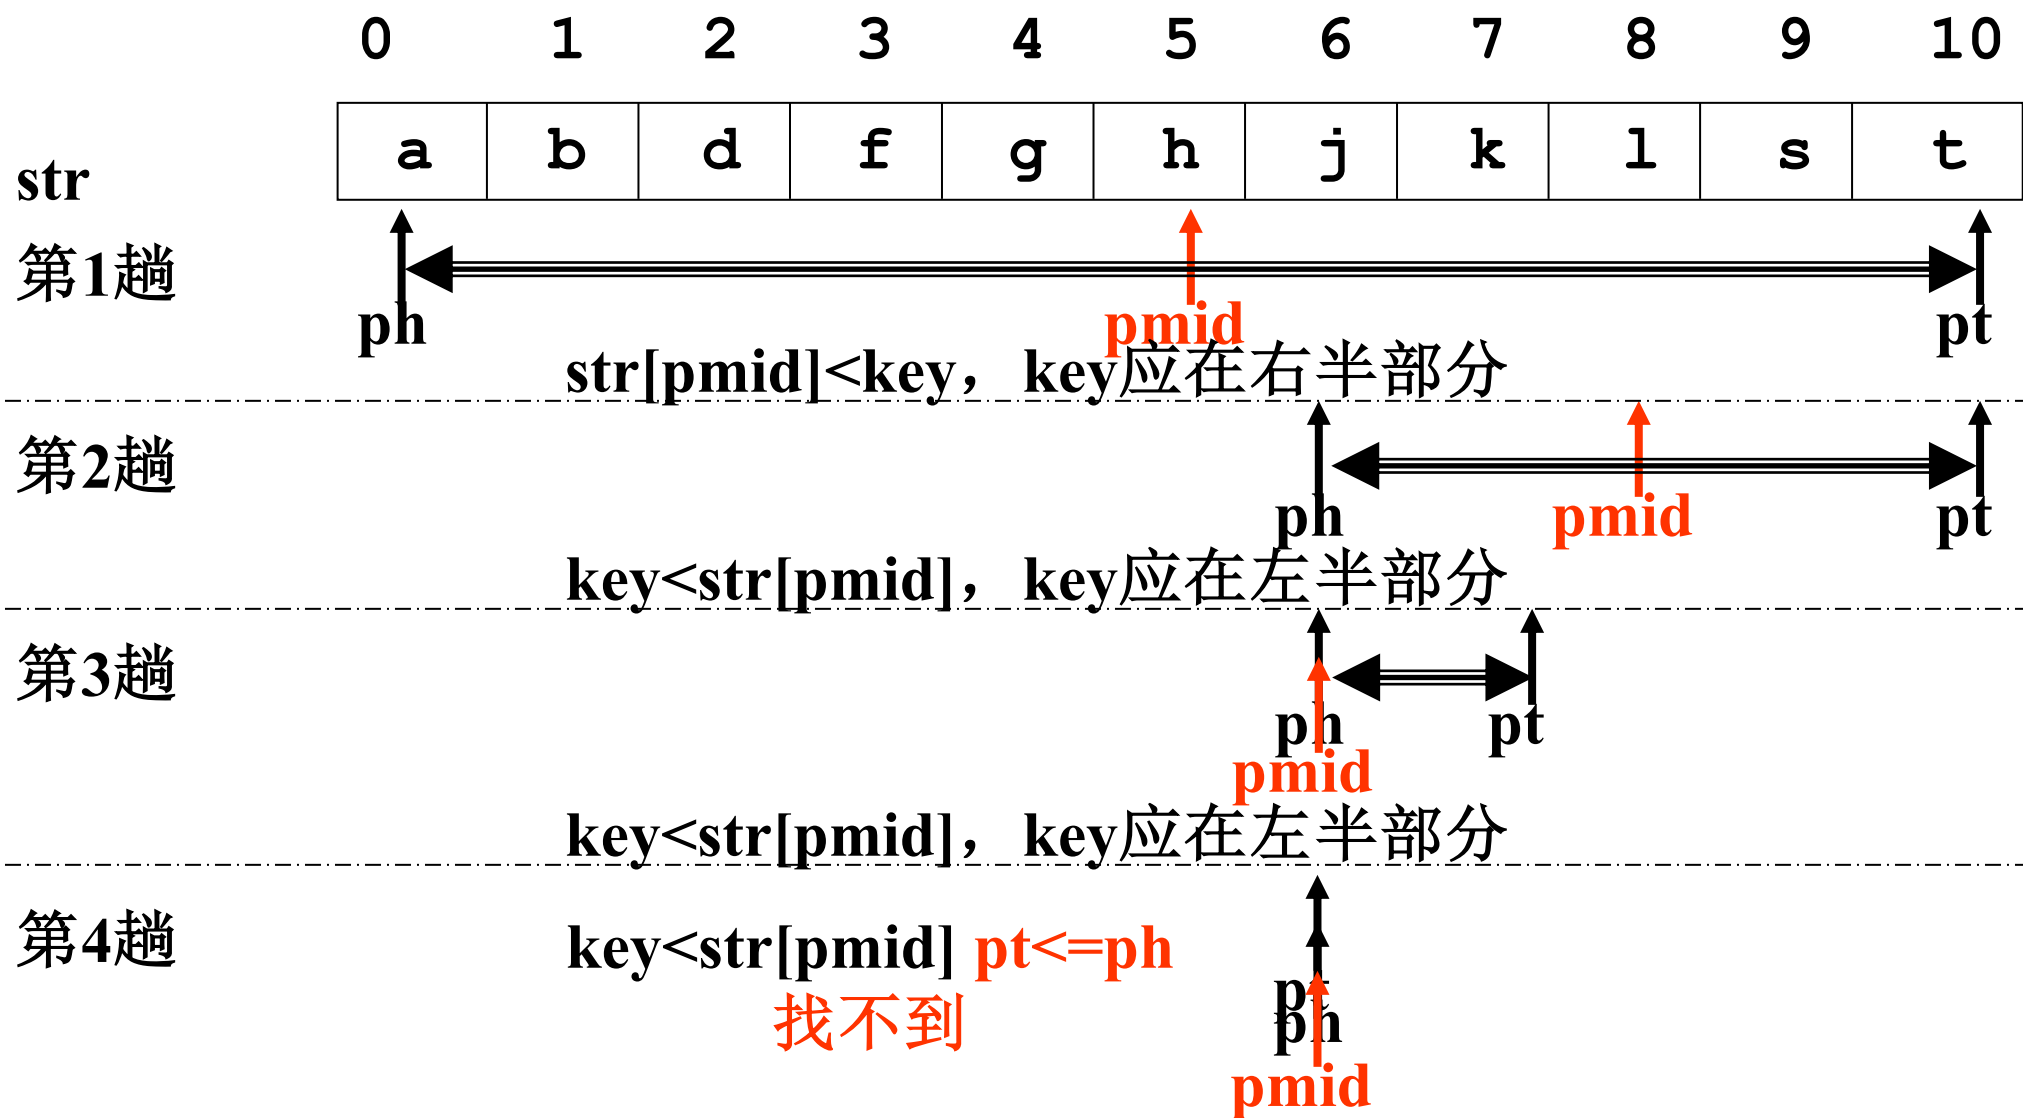 0 1 2 3 4 5 6 7 8 9 10
str a b d f g h j k l s t
第1趟
ph pmid pt
str[pmid]<key，key应在右半部分
第2趟
ph pmid pt
key<str[pmid]，key应在左半部分
第3趟
ph pt
pmid
key<str[pmid]，key应在左半部分
第4趟 key<str[pmid] pt<=ph
找不到
pt
ph
pmid